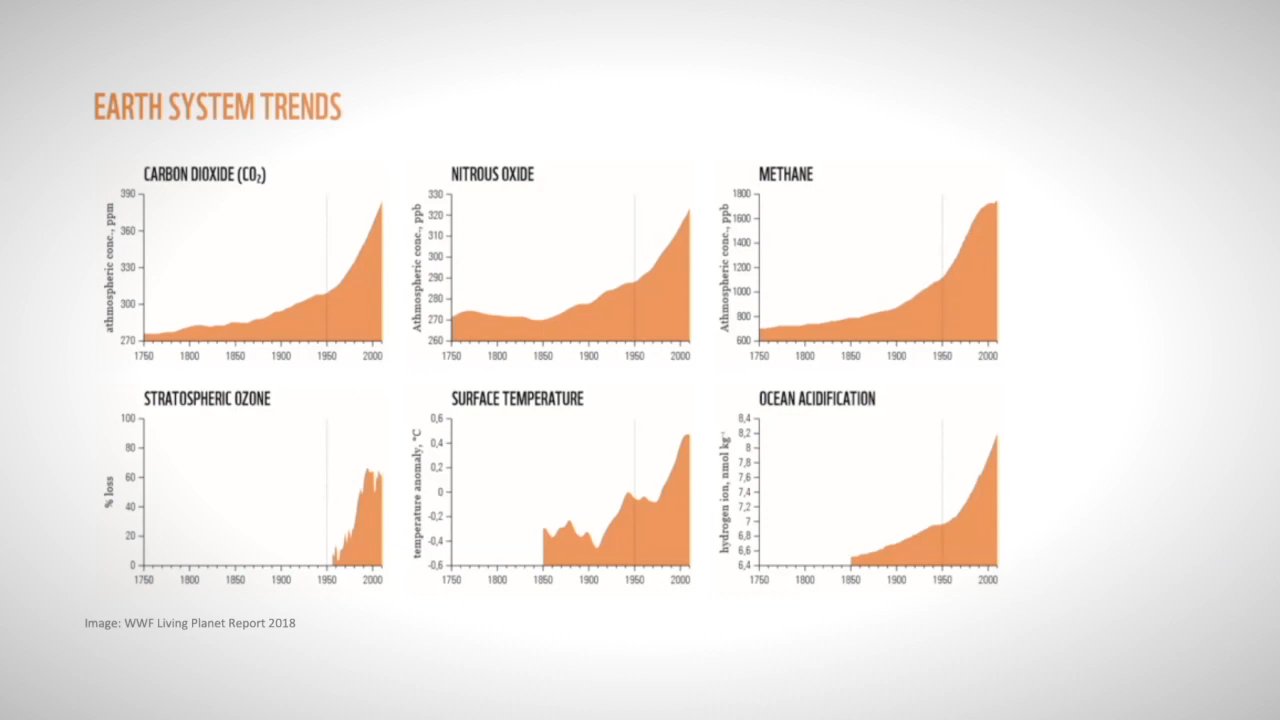 EARTH SYSTEM TRENDS
CARBON DIOXIDE (CO₂)
athmospheric conc., ppm
390
360
330
300
270
1750 1800 1850 1900 1950 2000
NITROUS OXIDE
Athmospheric conc., ppb
330
320
310
300
290
280
270
260
1750 1800 1850 1900 1950 2000
METHANE
Athmospheric conc., ppb
1800
1600
1400
1200
1000
800
600
1750 1800 1850 1900 1950 2000
STRATOSPHERIC OZONE
% loss
100
80
60
40
20
0
1750 1800 1850 1900 1950 2000
SURFACE TEMPERATURE
temperature anomaly, °C
0,6
0,4
0,2
0
-0,2
-0,4
-0,6
1750 1800 1850 1900 1950 2000
OCEAN ACIDIFICATION
hydrogen ion, nmol kg⁻¹
8,4
8,2
8
7,8
7,6
7,4
7,2
7
6,8
6,6
6,4
1750 1800 1850 1900 1950 2000
Image: WWF Living Planet Report 2018